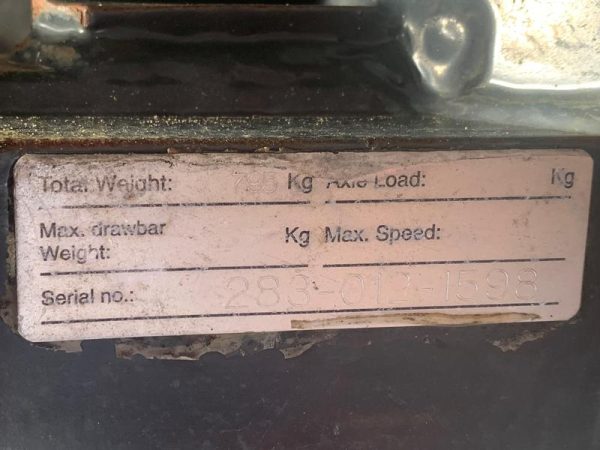 Total Weight: Kg Axle Load: Kg
Max. drawbar
Weight: Kg Max. Speed:
Serial no.: 283-012-1598